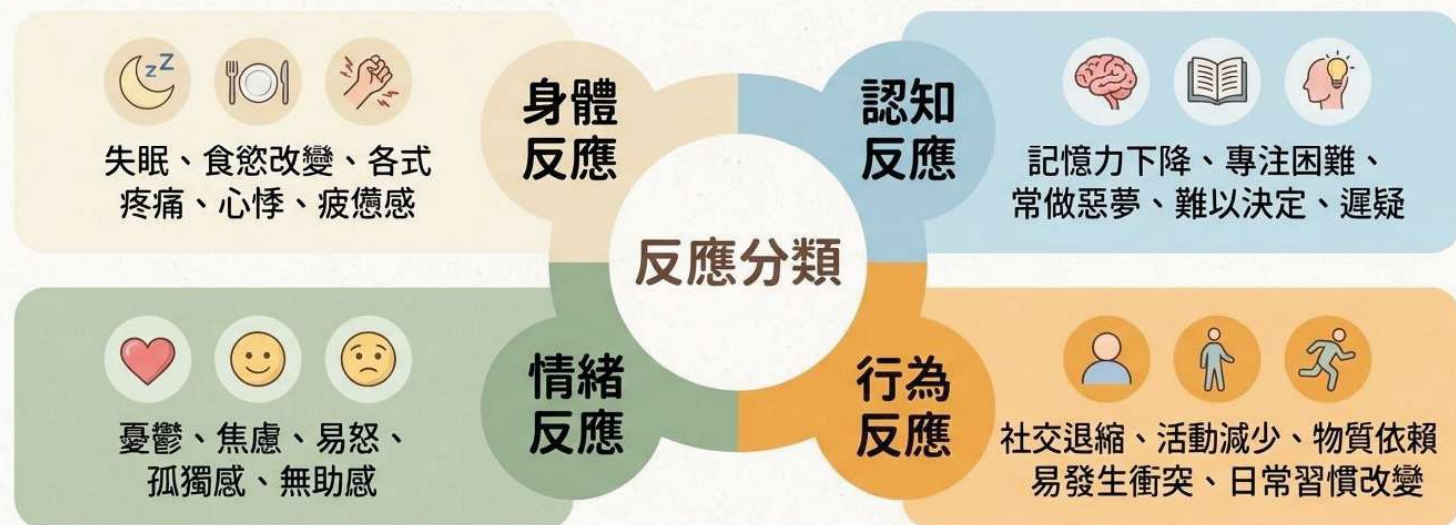 身體
反應
失眠、食慾改變、各式
疼痛、心悸、疲憊感
認知
反應
記憶力下降、專注困難、
常做惡夢、難以決定、遲疑
反應分類
情緒
反應
憂鬱、焦慮、易怒、
孤獨感、無助感
行為
反應
社交退縮、活動減少、物質依賴
易發生衝突、日常習慣改變